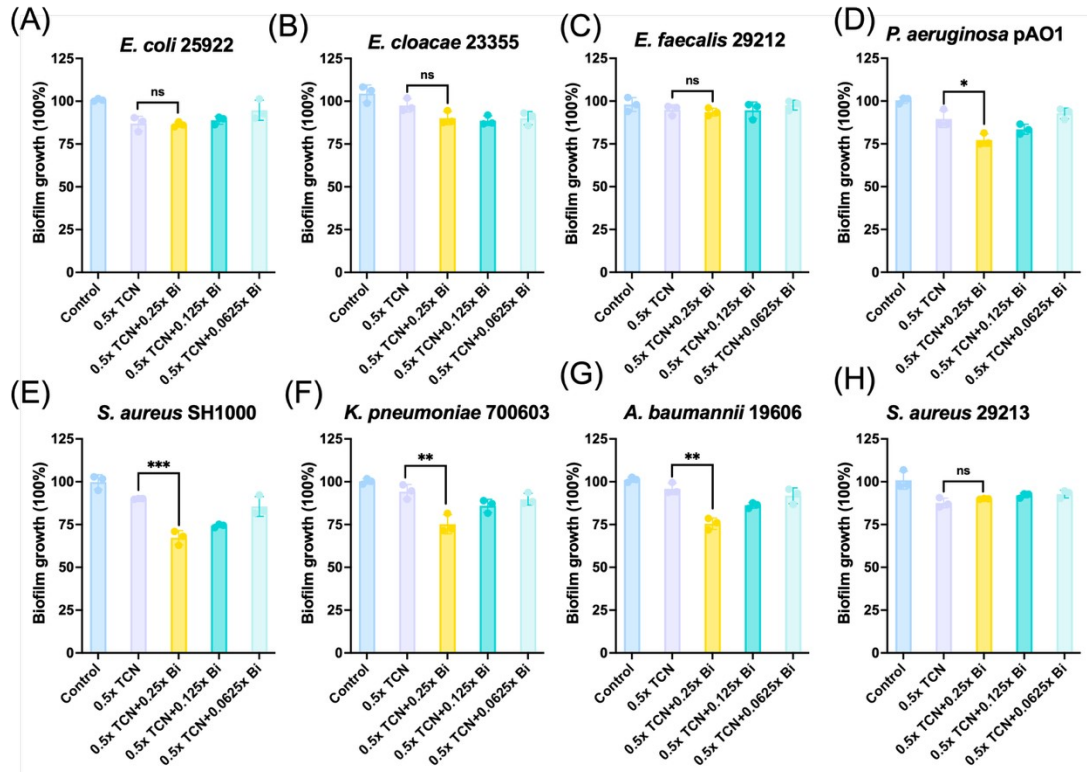 (A)
E. coli 25922
ns
Biofilm growth (100%)
125
100
75
50
25
0
Control
0.5x TCN
0.5x TCN+0.25x Bi
0.5x TCN+0.125x Bi
0.5x TCN+0.0625x Bi
(B)
E. cloacae 23355
ns
Biofilm growth (100%)
125
100
75
50
25
0
Control
0.5x TCN
0.5x TCN+0.25x Bi
0.5x TCN+0.125x Bi
0.5x TCN+0.0625x Bi
(C)
E. faecalis 29212
ns
Biofilm growth (100%)
125
100
75
50
25
0
Control
0.5x TCN
0.5x TCN+0.25x Bi
0.5x TCN+0.125x Bi
0.5x TCN+0.0625x Bi
(D)
P. aeruginosa pAO1
*
Biofilm growth (100%)
125
100
75
50
25
0
Control
0.5x TCN
0.5x TCN+0.25x Bi
0.5x TCN+0.125x Bi
0.5x TCN+0.0625x Bi
(E)
S. aureus SH1000
***
Biofilm growth (100%)
125
100
75
50
25
0
Control
0.5x TCN
0.5x TCN+0.25x Bi
0.5x TCN+0.125x Bi
0.5x TCN+0.0625x Bi
(F)
K. pneumoniae 700603
**
Biofilm growth (100%)
125
100
75
50
25
0
Control
0.5x TCN
0.5x TCN+0.25x Bi
0.5x TCN+0.125x Bi
0.5x TCN+0.0625x Bi
(G)
A. baumannii 19606
**
Biofilm growth (100%)
125
100
75
50
25
0
Control
0.5x TCN
0.5x TCN+0.25x Bi
0.5x TCN+0.125x Bi
0.5x TCN+0.0625x Bi
(H)
S. aureus 29213
ns
Biofilm growth (100%)
125
100
75
50
25
0
Control
0.5x TCN
0.5x TCN+0.25x Bi
0.5x TCN+0.125x Bi
0.5x TCN+0.0625x Bi